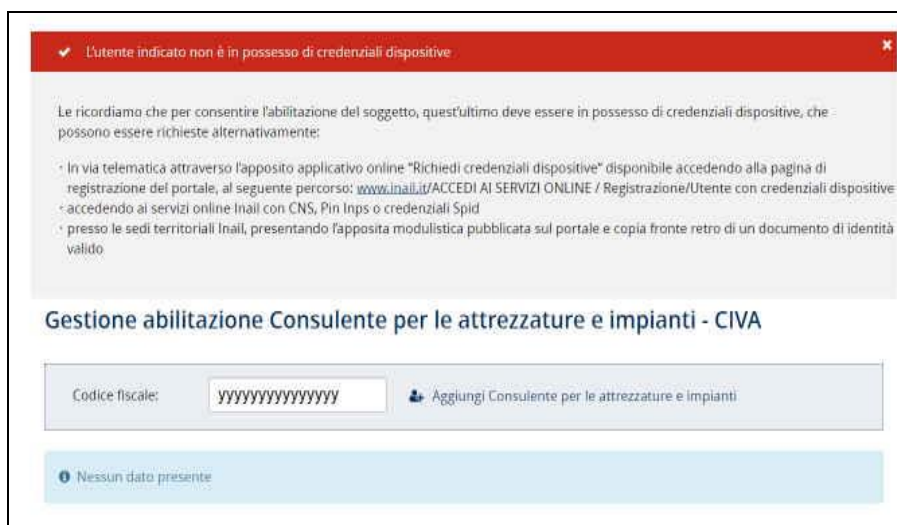 L'utente indicato non è in possesso di credenziali dispositive
Le ricordiamo che per consentire l'abilitazione del soggetto, quest'ultimo deve essere in possesso di credenziali dispositive, che
possono essere richieste alternativamente:
· In via telematica attraverso l'apposito applicativo online "Richiedi credenziali dispositive" disponibile accedendo alla pagina di
registrazione del portale, al seguente percorso: www.inail.it/ACCEDI AI SERVIZI ONLINE / Registrazione/Utente con credenziali dispositive
· accedendo ai servizi online Inail con CNS, Pin Inps o credenziali Spid
· presso le sedi territoriali Inail, presentando l'apposita modulistica pubblicata sul portale e copia fronte retro di un documento di identità
valido
Gestione abilitazione Consulente per le attrezzature e impianti - CIVA
Codice fiscale: yyyyyyyyyyyyyyy Aggiungi Consulente per le attrezzature e impianti
Nessun dato presente